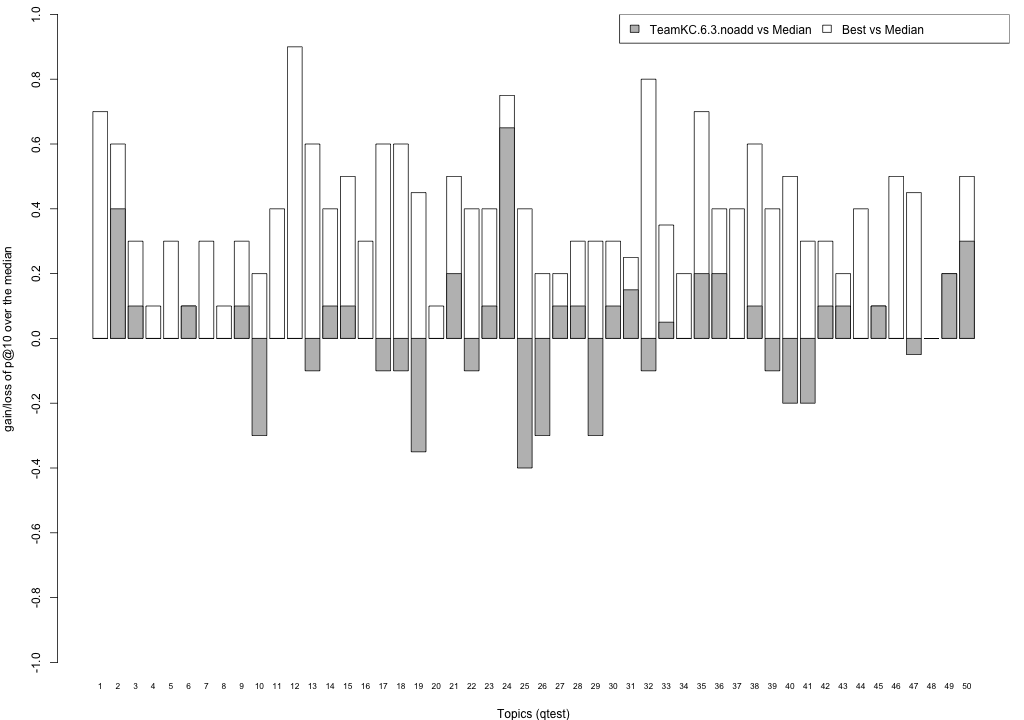 TeamKC.6.3.noadd vs Median Best vs Median
1.0
0.8
0.6
0.4
0.2
0.0
-0.2
-0.4
-0.6
-0.8
-1.0
gain/loss of p@10 over the median
1 2 3 4 5 6 7 8 9 10 11 12 13 14 15 16 17 18 19 20 21 22 23 24 25 26 27 28 29 30 31 32 33 34 35 36 37 38 39 40 41 42 43 44 45 46 47 48 49 50
Topics (qtest)